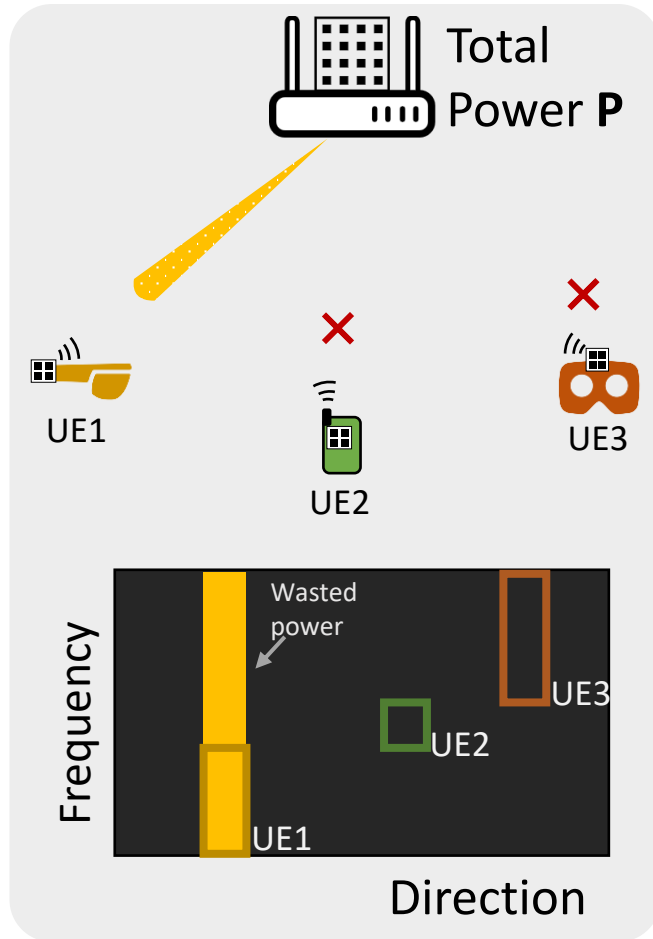 Total
Power P
UE1
UE2
UE3
Wasted
power
Frequency
UE3
UE2
UE1
Direction